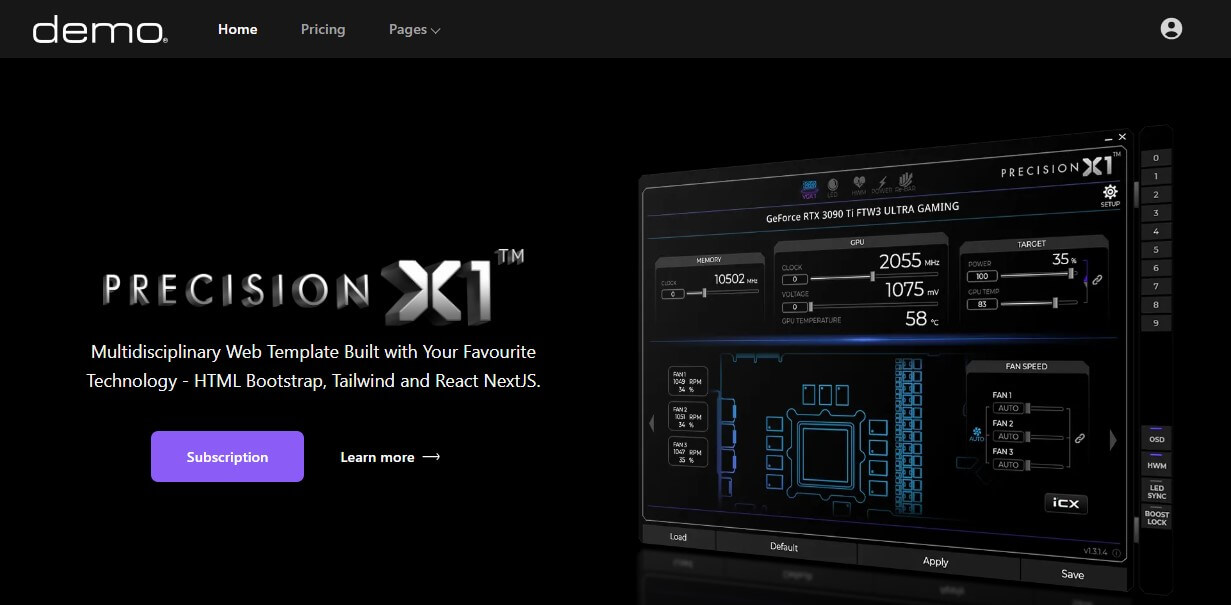 demo.
Home
Pricing
Pages
PRECISION X1™
Multidisciplinary Web Template Built with Your Favourite
Technology - HTML Bootstrap, Tailwind and React NextJS.
Subscription
Learn more
PRECISION X1™
VGA1
LED
HWM
POWER
SETUP
GeForce RTX 3090 Ti FTW3 ULTRA GAMING
MEMORY
CLOCK
10502 MHz
0
GPU
CLOCK
2055 MHz
0
VOLTAGE
1075 mV
0
GPU TEMPERATURE
58 °C
TARGET
POWER
35 %
100
GPU TEMP
83
FAN 1
1049 RPM
34 %
FAN 2
1051 RPM
34 %
FAN 3
1047 RPM
35 %
FAN SPEED
AUTO
FAN 1
AUTO
FAN 2
AUTO
FAN 3
AUTO
iCX
v1.3.1.4
Load
Default
Apply
Save
0
1
2
3
4
5
6
7
8
9
OSD
HWM
LED
SYNC
BOOST
LOCK